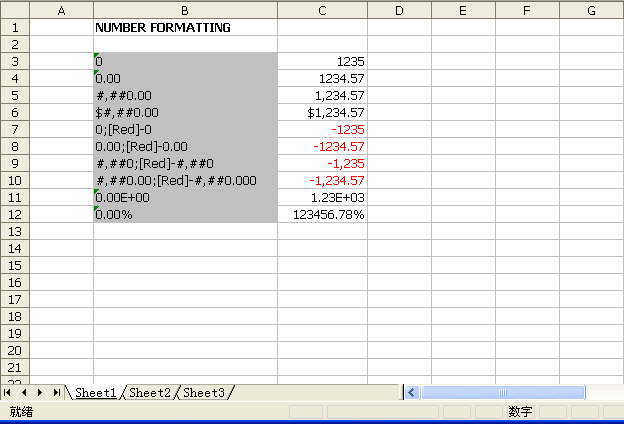 A B C D E F G
1 NUMBER FORMATTING
2
3 0 1235
4 0.00 1234.57
5 #,##0.00 1,234.57
6 $#,##0.00 $1,234.57
7 0;[Red]-0 -1235
8 0.00;[Red]-0.00 -1234.57
9 #,##0;[Red]-#,##0 -1,235
10 #,##0.00;[Red]-#,##0.000 -1,234.57
11 0.00E+00 1.23E+03
12 0.00% 123456.78%
13
14
15
16
17
18
19
20
21
22
Sheet1 Sheet2 Sheet3
就绪 数字